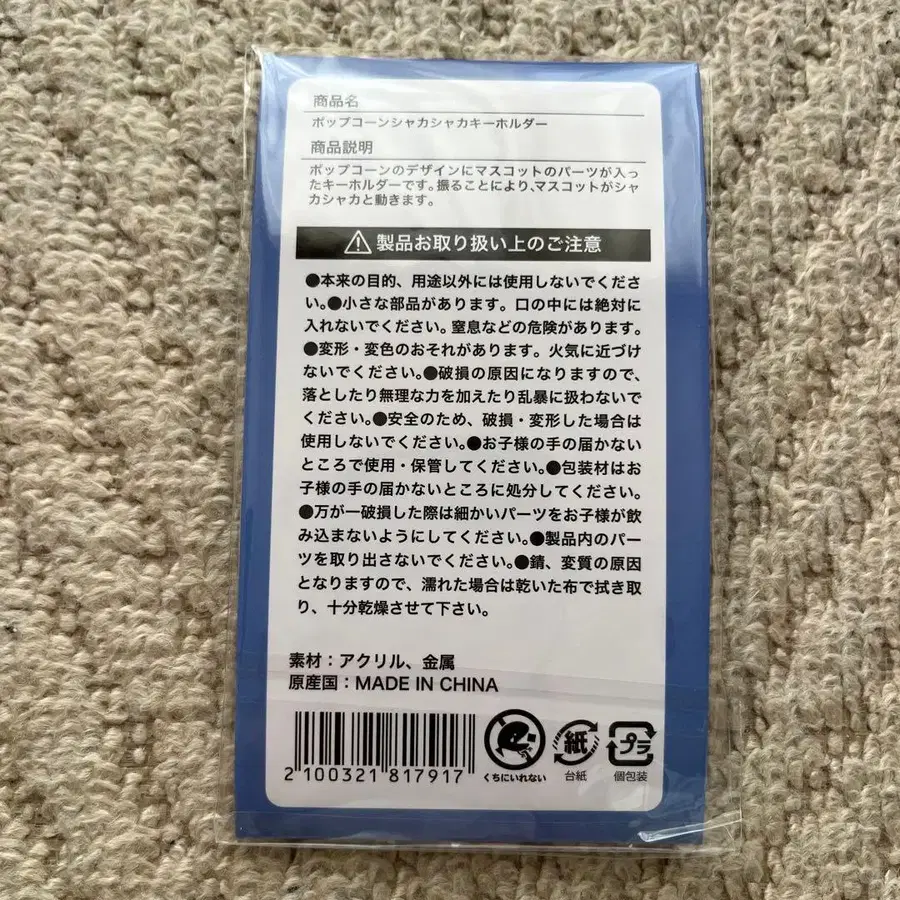 商品名
ポップコーンシャカシャカキーホルダー
商品説明
ポップコーンのデザインにマスコットのパーツが入っ
たキーホルダーです。振ることにより、マスコットがシャ
カシャカと動きます。
製品お取り扱い上のご注意
●本来の目的、用途以外には使用しないでくださ
い。●小さな部品があります。口の中には絶対に
入れないでください。窒息などの危険があります。
●変形・変色のおそれがあります。火気に近づけ
ないでください。●破損の原因になりますので、
落としたり無理な力を加えたり乱暴に扱わないで
ください。●安全のため、破損・変形した場合は
使用しないでください。●お子様の手の届かない
ところで使用・保管してください。●包装材はお
子様の手の届かないところに処分してください。
●万が一破損した際は細かいパーツをお子様が飲
み込まないようにしてください。●製品内のパー
ツを取り出さないでください。●錆、変質の原因
となりますので、濡れた場合は乾いた布で拭き取
り、十分乾燥させて下さい。
素材：アクリル、金属
原産国：MADE IN CHINA
2 100321 817917
くちにいれない
紙
台紙
プラ
個包装